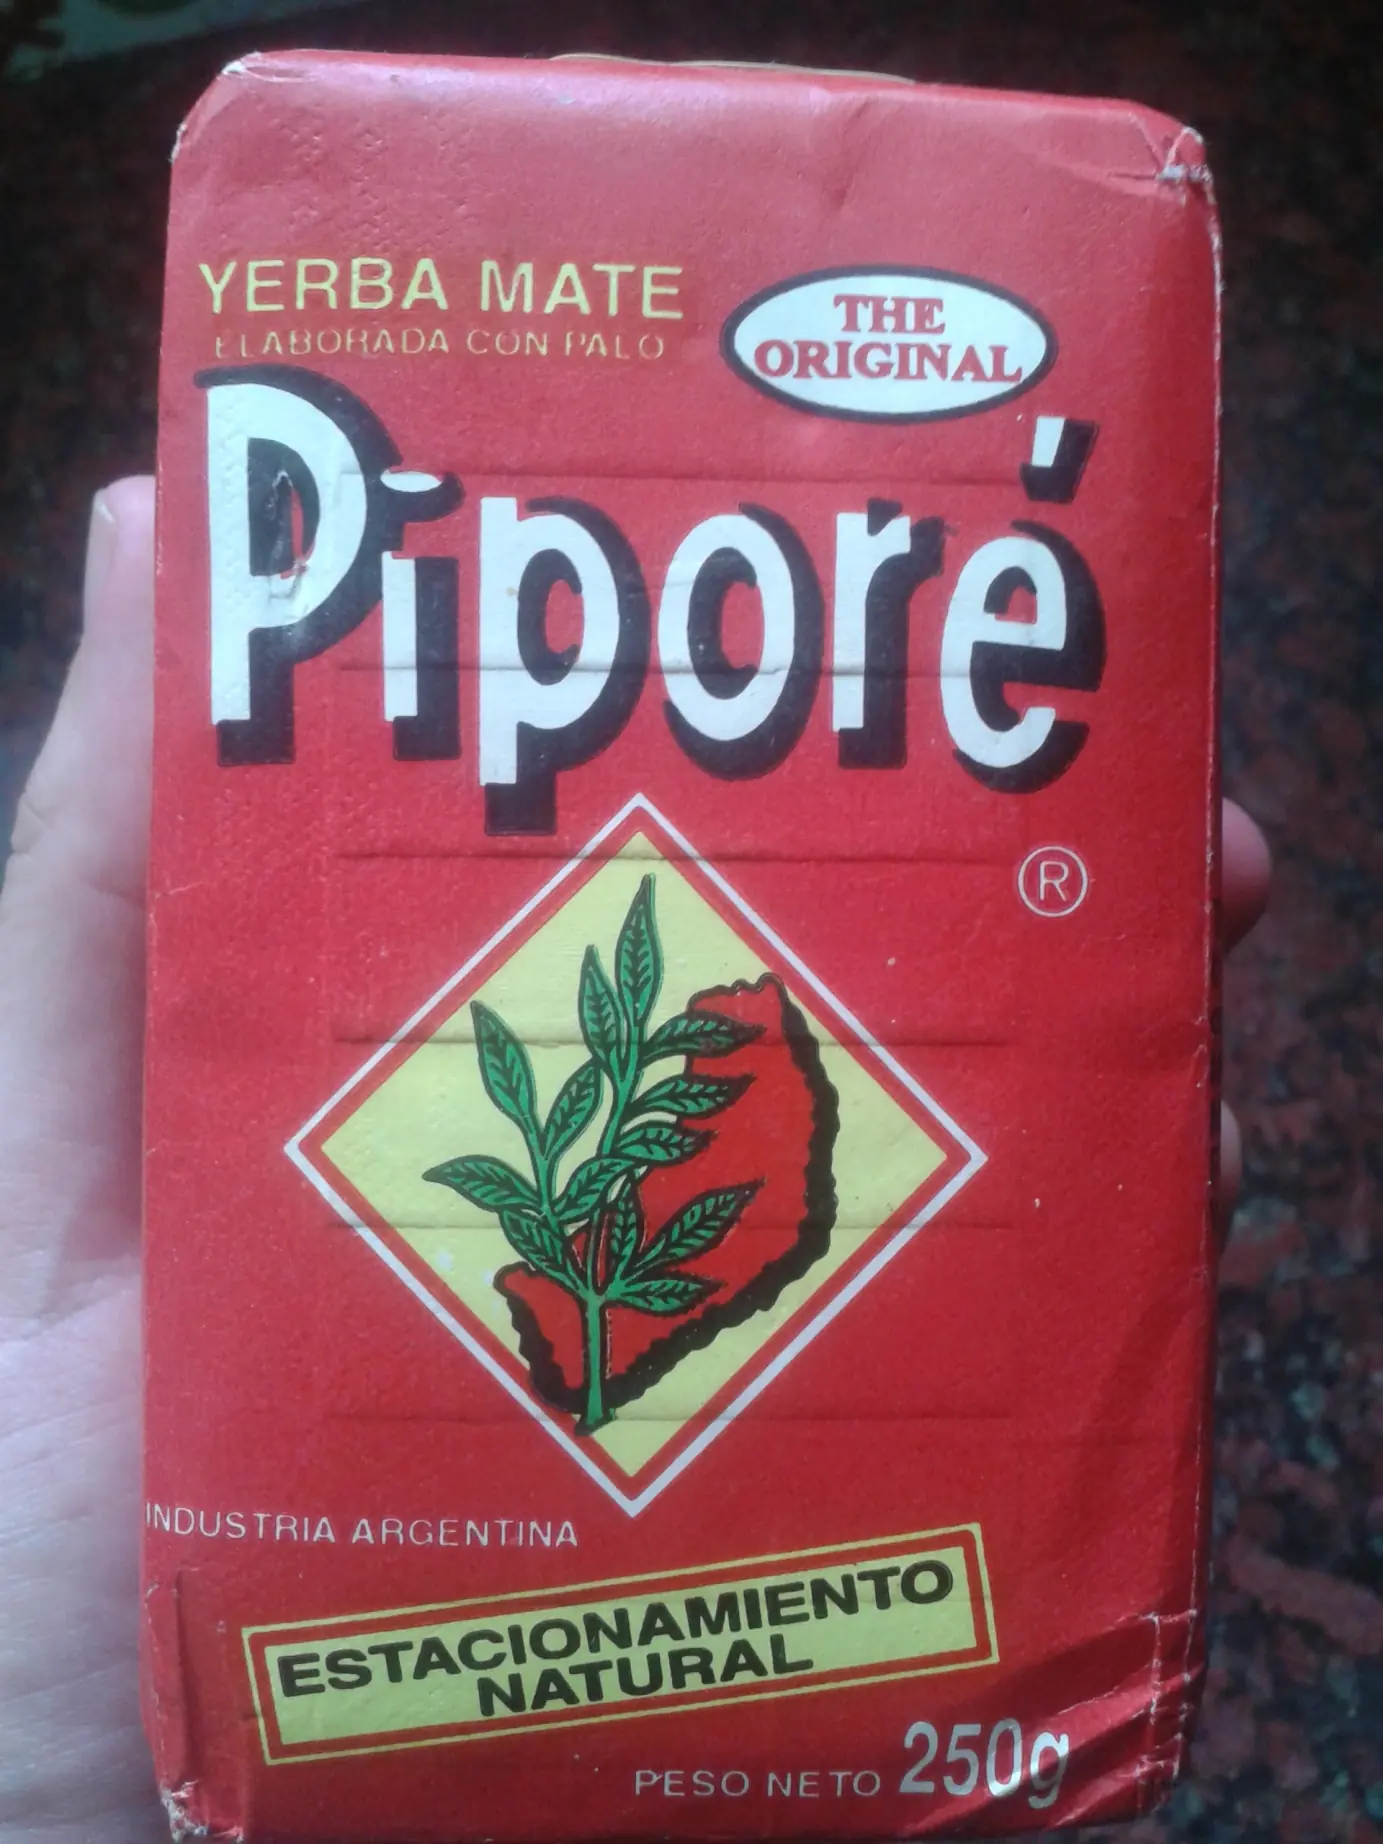 YERBA MATE
ELABORADA CON PALO
THE
ORIGINAL
Piporé
®
INDUSTRIA ARGENTINA
ESTACIONAMIENTO
NATURAL
PESO NETO 250g